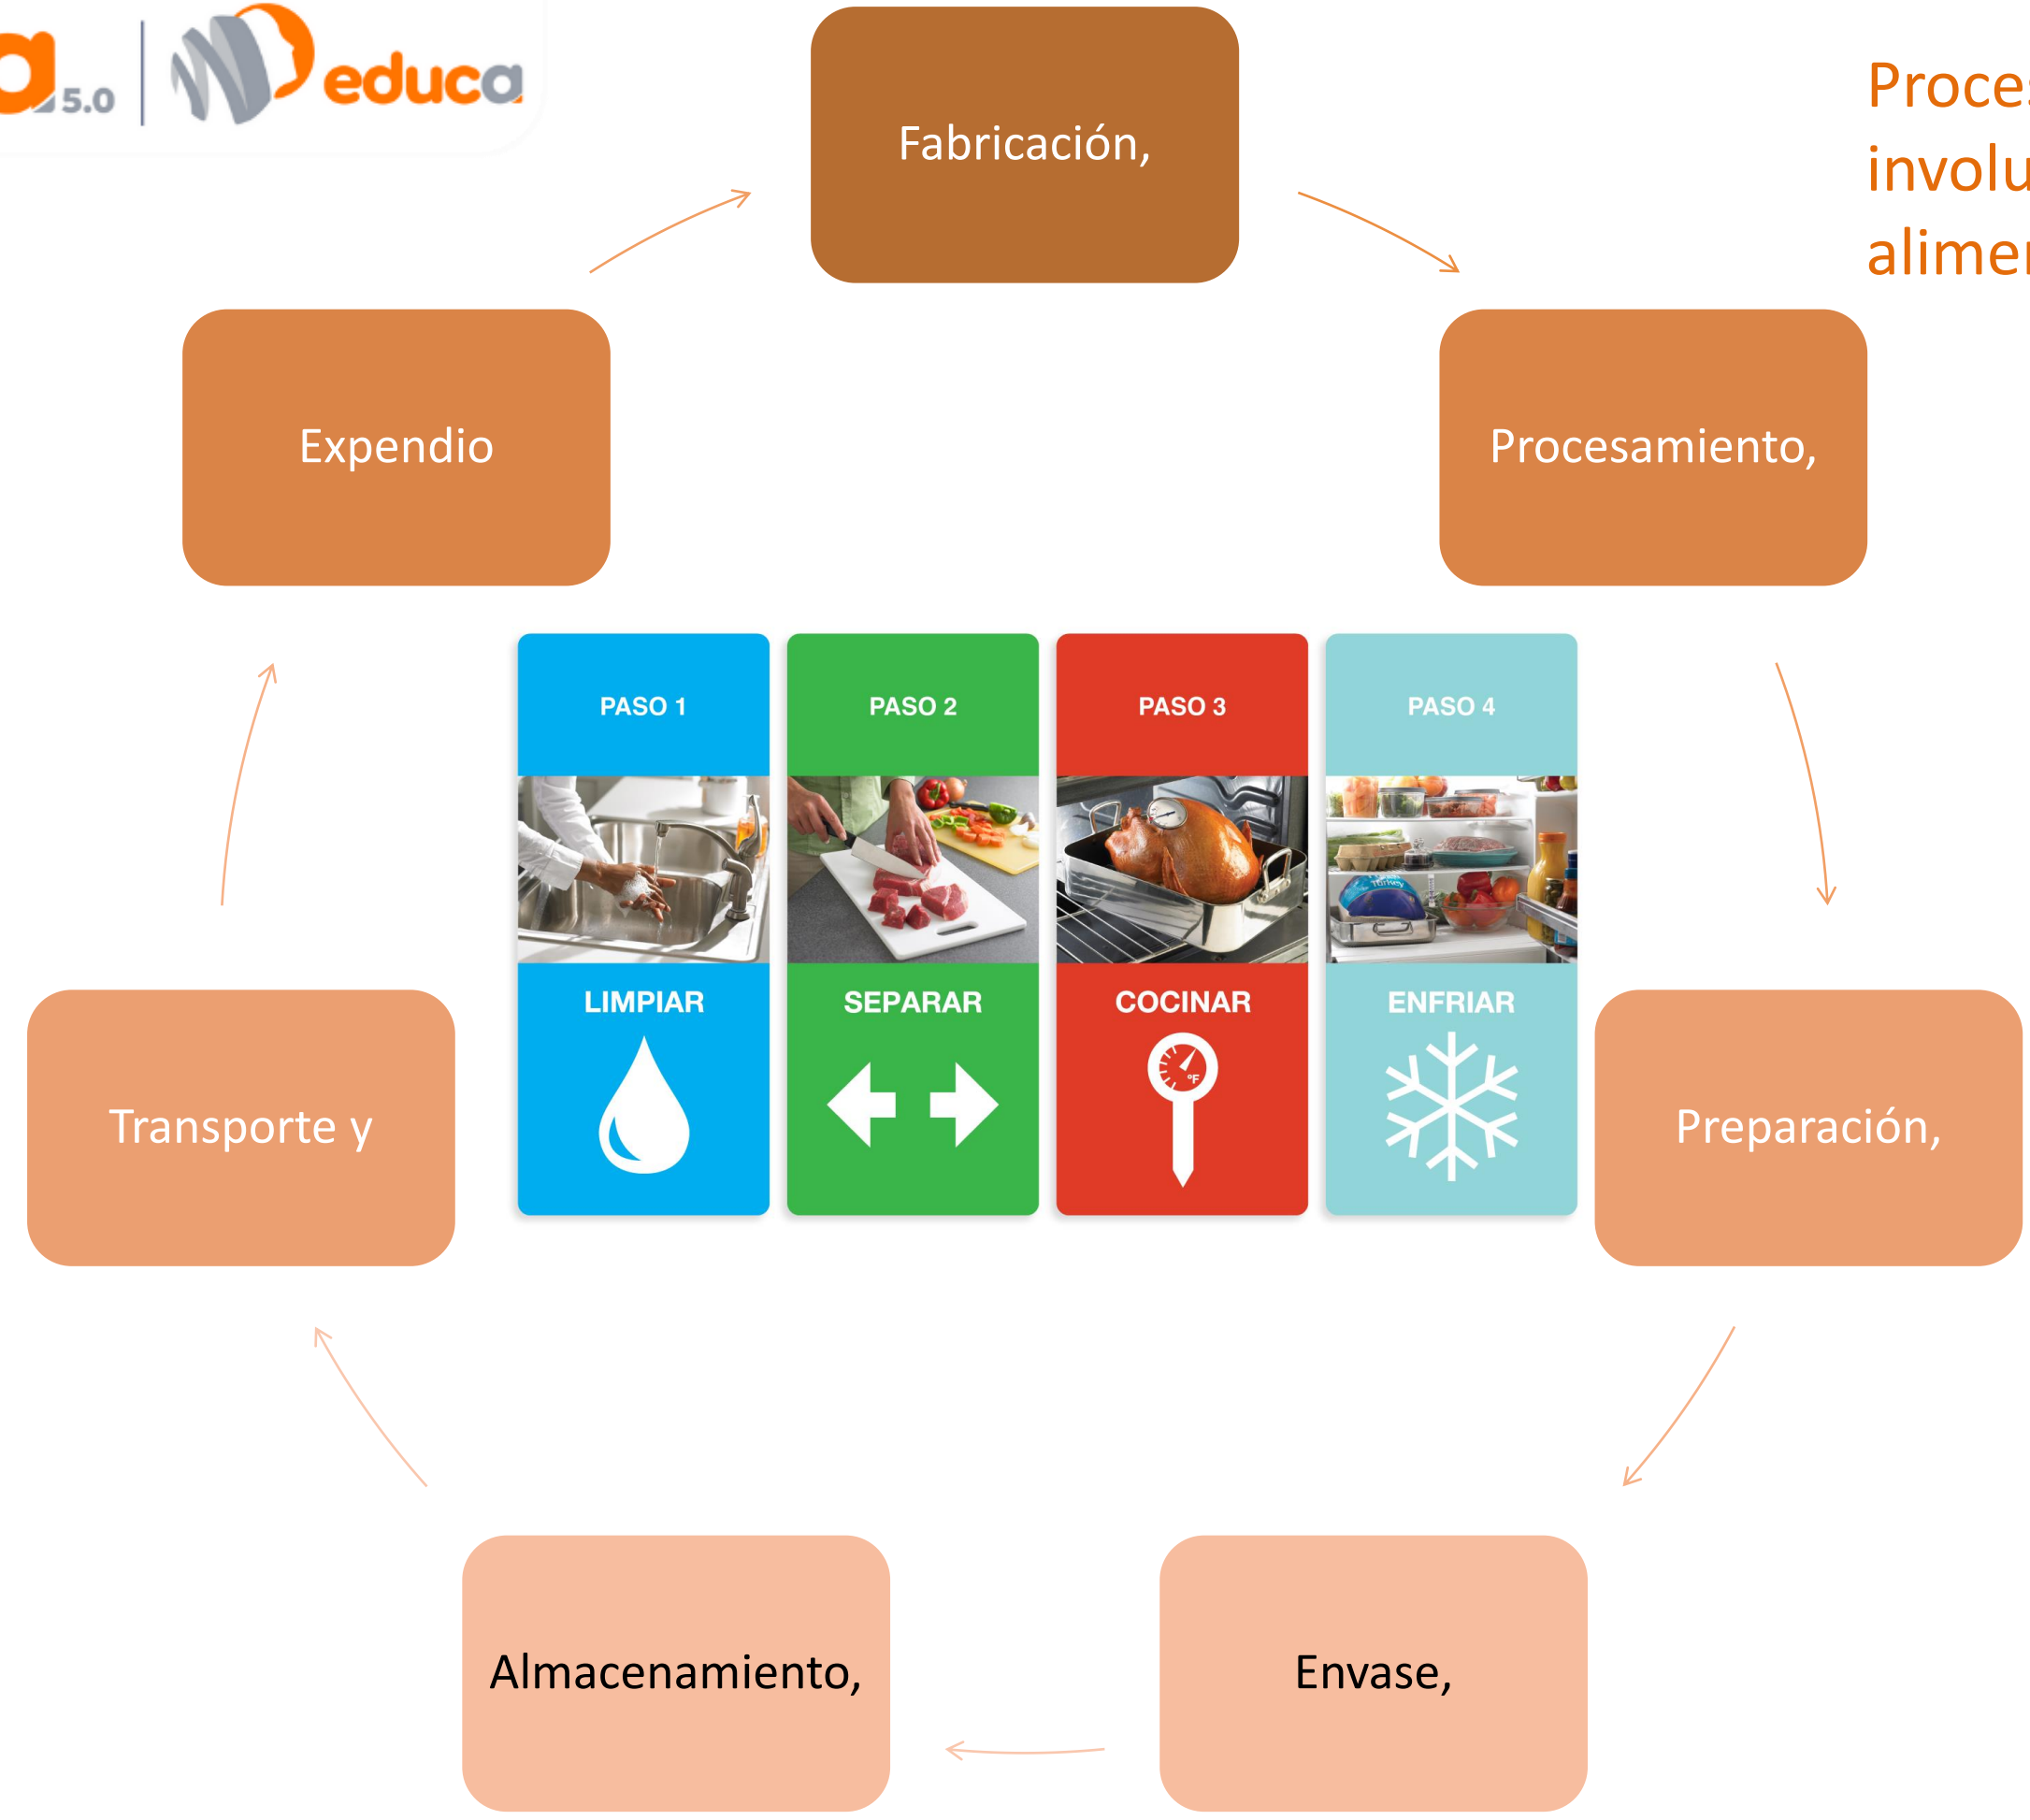 5.0
educa
Fabricación,
Procesamiento,
Preparación,
Envase,
Almacenamiento,
Transporte y
Expendio
PASO 1
LIMPIAR
PASO 2
SEPARAR
PASO 3
COCINAR
°F
PASO 4
ENFRIAR
Turkey